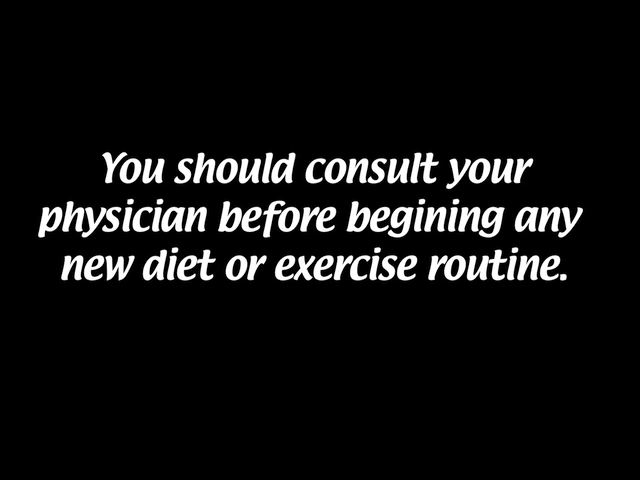 You should consult your
physician before begining any
new diet or exercise routine.